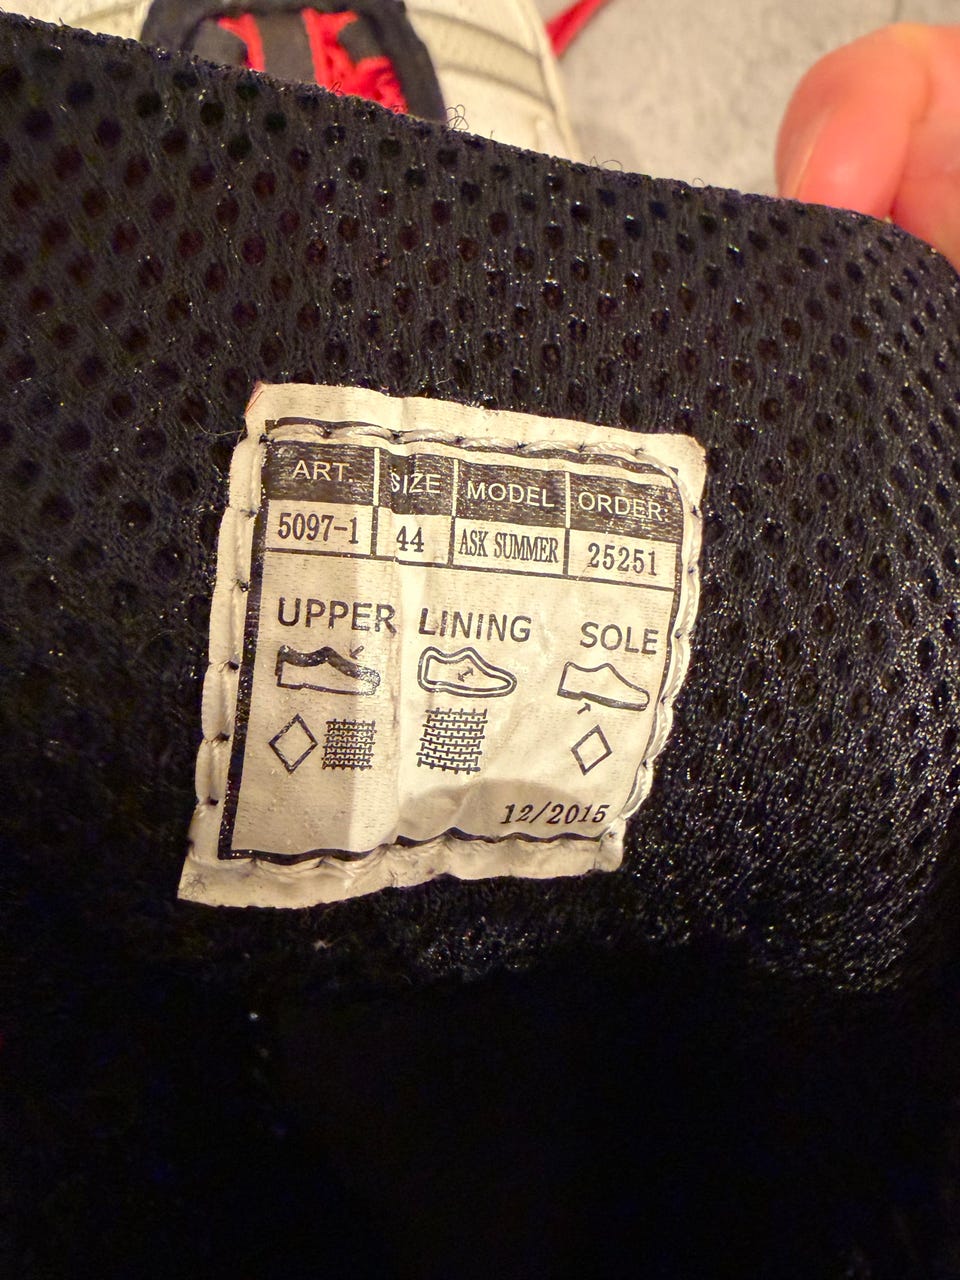 ART. SIZE MODEL ORDER:
5097-1 44 ASK SUMMER 25251
UPPER LINING SOLE
12/2015